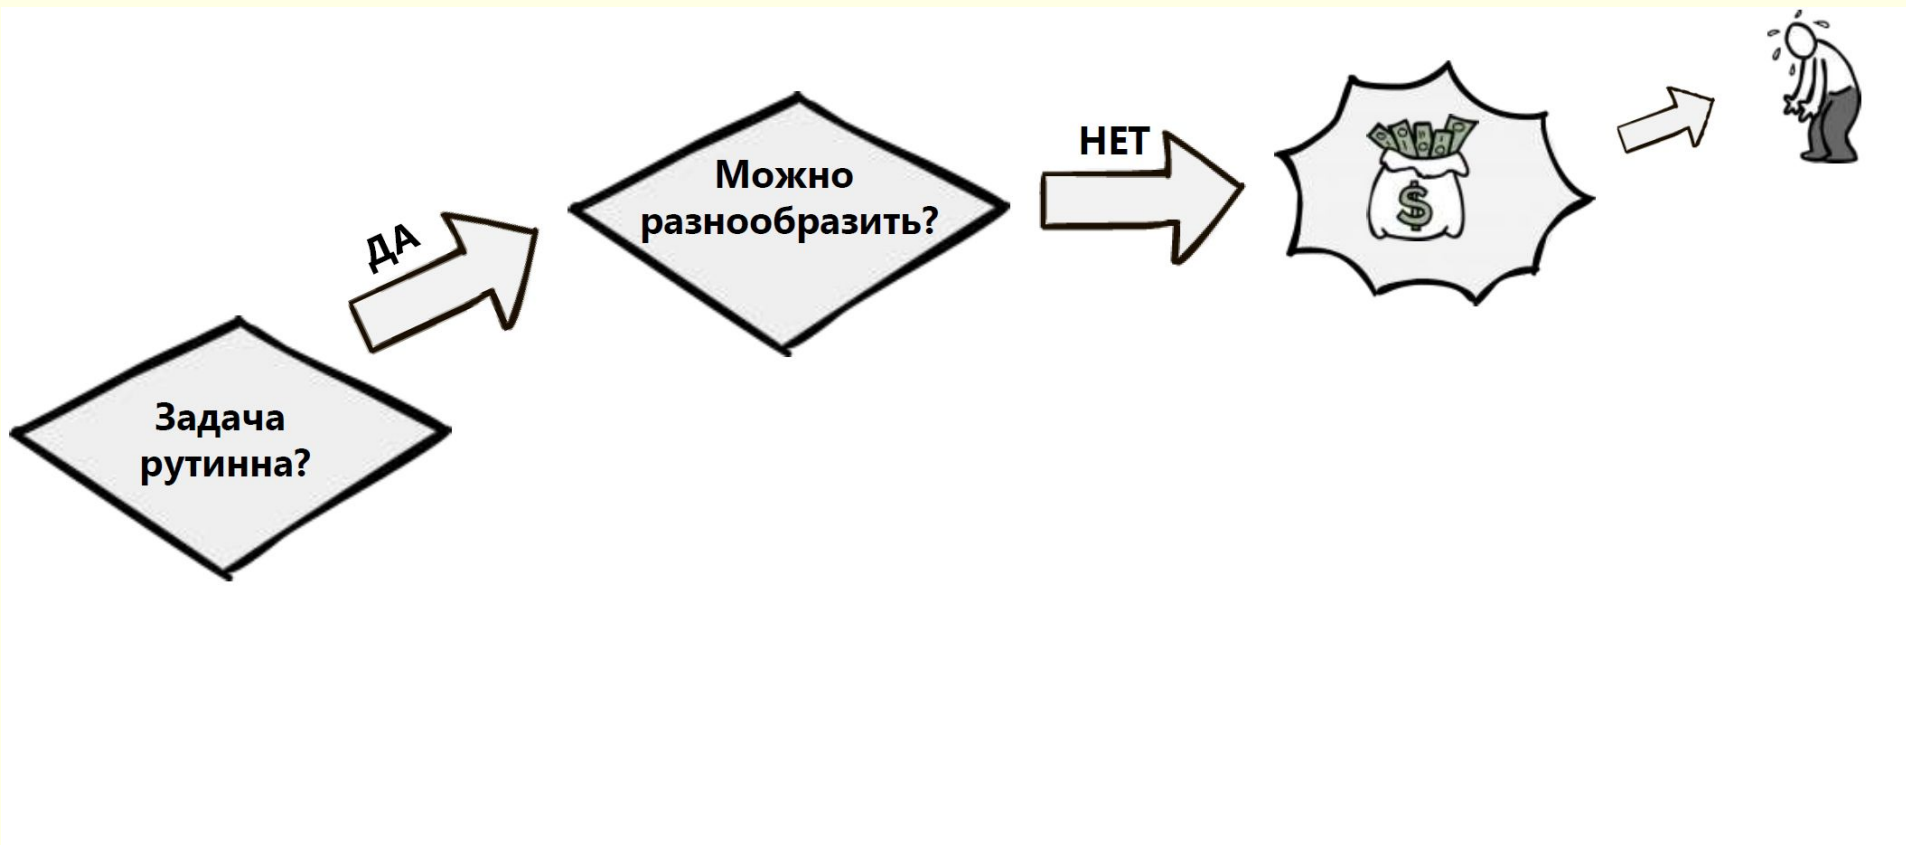 Задача
рутинна?
ДА
Можно
разнообразить?
НЕТ
$